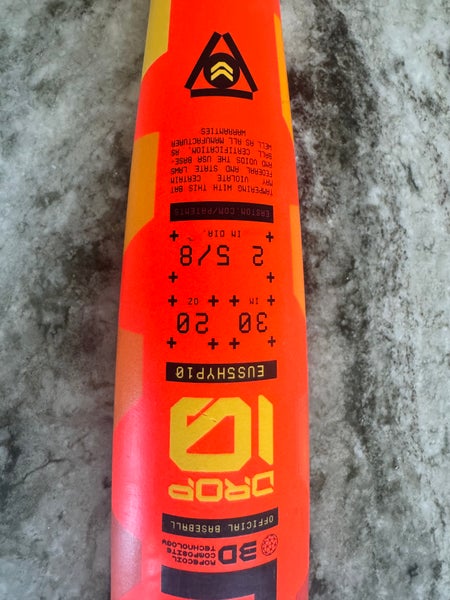 3D
ROPECOIL
COMPOSITE
TECHNOLOGY
OFFICIAL BASEBALL
DROP
10
EUS5HYP10
30 20
IN OZ
2 5/8
IN DIA.
EASTON.COM/PATENTS
TAMPERING WITH THIS BAT
MAY VIOLATE CERTAIN
FEDERAL AND STATE LAWS
AND VOIDS THE USA BASE-
BALL CERTIFICATION, AS
WELL AS ALL MANUFACTURER
WARRANTIES.